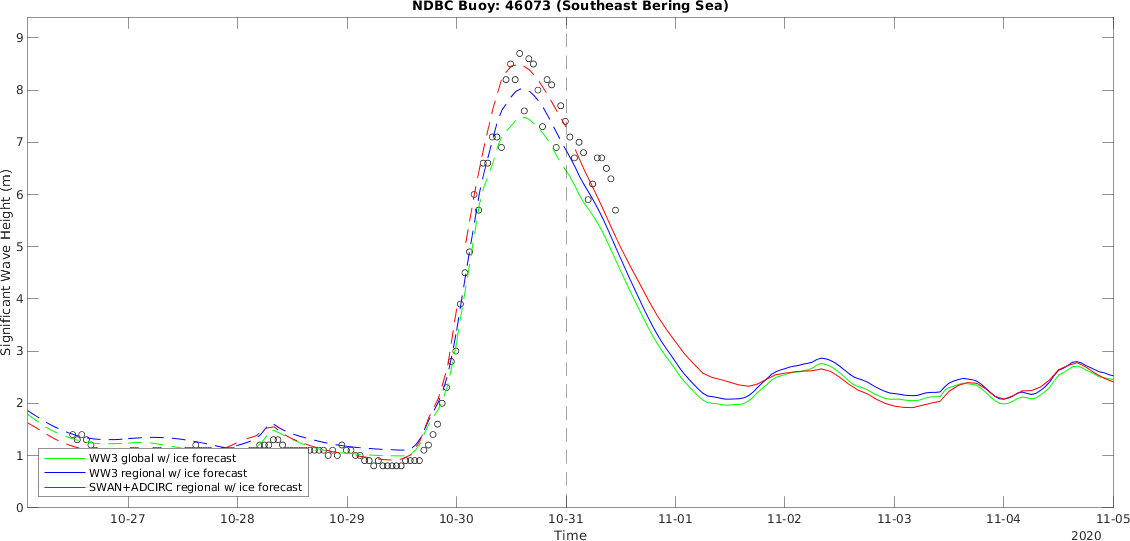 NDBC Buoy: 46073 (Southeast Bering Sea)
Significant Wave Height (m)
9
8
7
6
5
4
3
2
1
0
WW3 global w/ ice forecast
WW3 regional w/ ice forecast
SWAN+ADCIRC regional w/ ice forecast
10-27 10-28 10-29 10-30 10-31 11-01 11-02 11-03 11-04 11-05
Time 2020